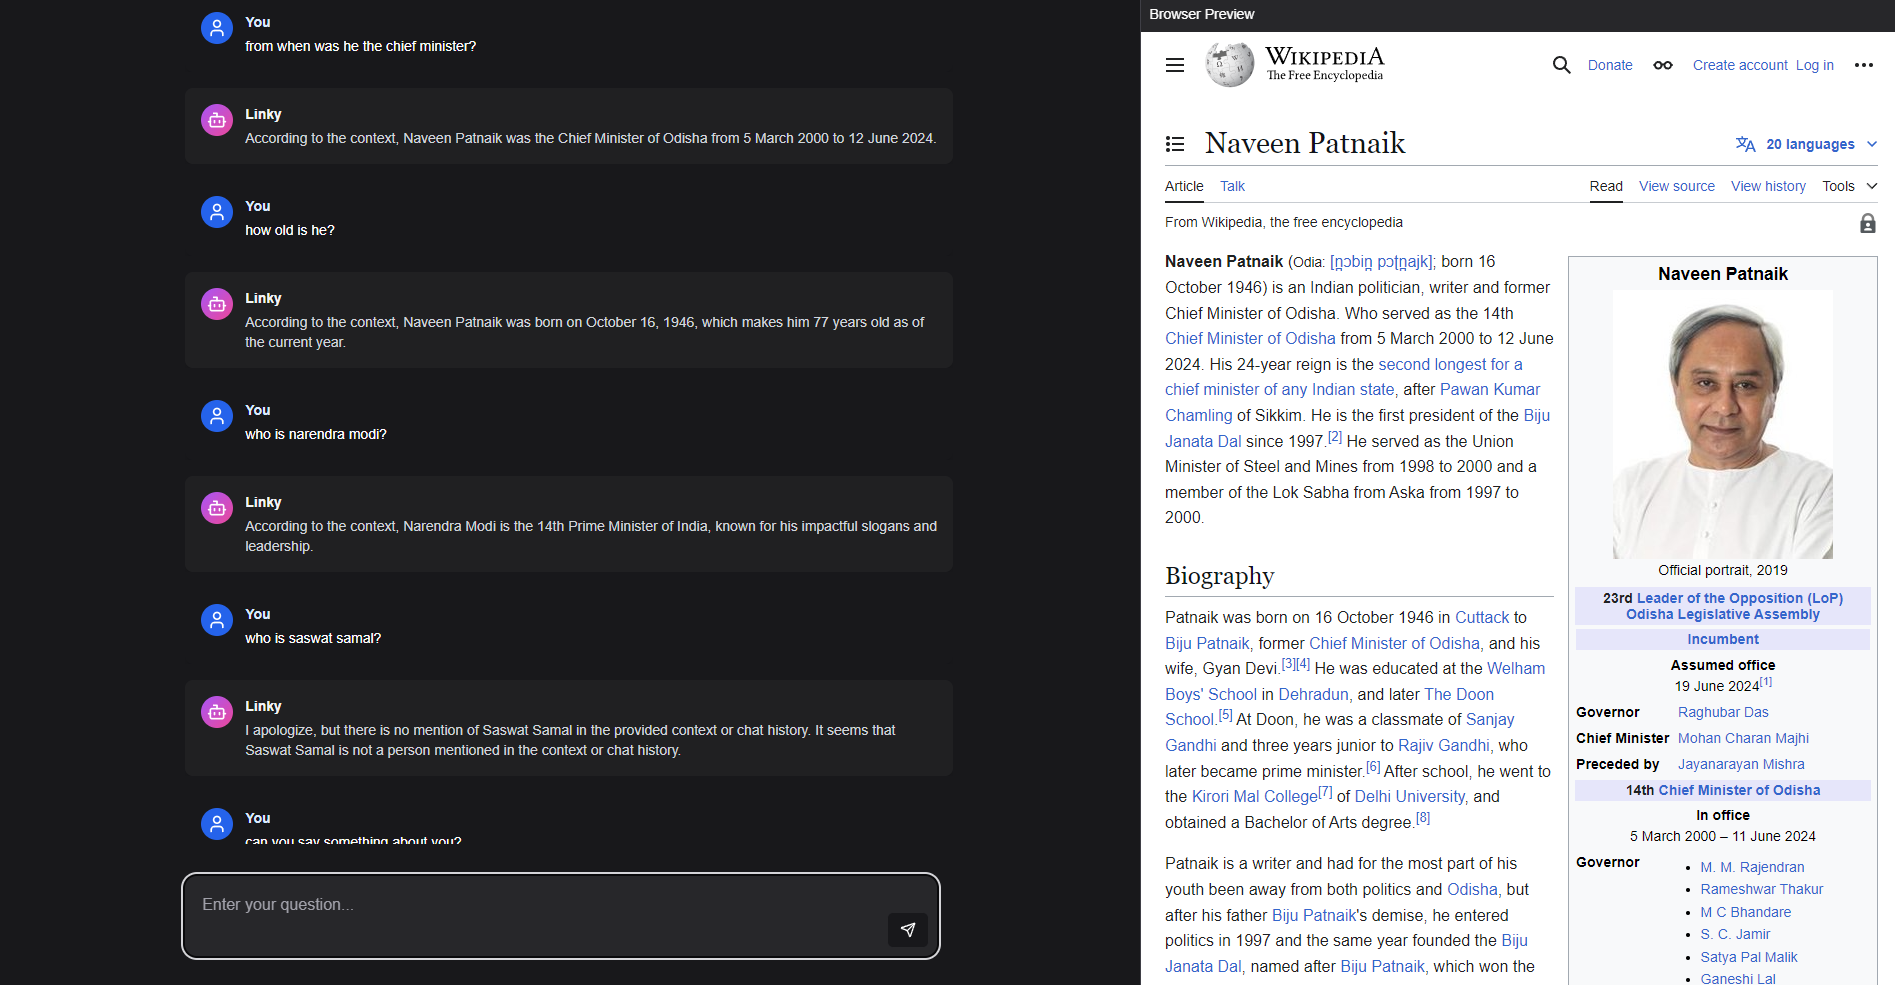 You
from when was he the chief minister?
Linky
According to the context, Naveen Patnaik was the Chief Minister of Odisha from 5 March 2000 to 12 June 2024.
You
how old is he?
Linky
According to the context, Naveen Patnaik was born on October 16, 1946, which makes him 77 years old as of
the current year.
You
who is narendra modi?
Linky
According to the context, Narendra Modi is the 14th Prime Minister of India, known for his impactful slogans and
leadership.
You
who is saswat samal?
Linky
I apologize, but there is no mention of Saswat Samal in the provided context or chat history. It seems that
Saswat Samal is not a person mentioned in the context or chat history.
You
can you say something about you?
Enter your question...
Browser Preview
WIKIPEDIA
The Free Encyclopedia
Donate
Create account
Log in
Naveen Patnaik
20 languages
Article
Talk
Read
View source
View history
Tools
From Wikipedia, the free encyclopedia
Naveen Patnaik (Odia: [n̪ɔbin̪ pɔʈn̪ajk]; born 16
October 1946) is an Indian politician, writer and former
Chief Minister of Odisha. Who served as the 14th
Chief Minister of Odisha from 5 March 2000 to 12 June
2024. His 24-year reign is the second longest for a
chief minister of any Indian state, after Pawan Kumar
Chamling of Sikkim. He is the first president of the Biju
Janata Dal since 1997.[2] He served as the Union
Minister of Steel and Mines from 1998 to 2000 and a
member of the Lok Sabha from Aska from 1997 to
2000.
Biography
Patnaik was born on 16 October 1946 in Cuttack to
Biju Patnaik, former Chief Minister of Odisha, and his
wife, Gyan Devi.[3][4] He was educated at the Welham
Boys' School in Dehradun, and later The Doon
School.[5] At Doon, he was a classmate of Sanjay
Gandhi and three years junior to Rajiv Gandhi, who
later became prime minister.[6] After school, he went to
the Kirori Mal College[7] of Delhi University, and
obtained a Bachelor of Arts degree.[8]
Patnaik is a writer and had for the most part of his
youth been away from both politics and Odisha, but
after his father Biju Patnaik's demise, he entered
politics in 1997 and the same year founded the Biju
Janata Dal, named after Biju Patnaik, which won the
Naveen Patnaik
Official portrait, 2019
23rd Leader of the Opposition (LoP)
Odisha Legislative Assembly
Incumbent
Assumed office
19 June 2024[1]
Governor Raghubar Das
Chief Minister Mohan Charan Majhi
Preceded by Jayanarayan Mishra
14th Chief Minister of Odisha
In office
5 March 2000 – 11 June 2024
Governor
• M. M. Rajendran
• Rameshwar Thakur
• M C Bhandare
• S. C. Jamir
• Satya Pal Malik
• Ganeshi Lal